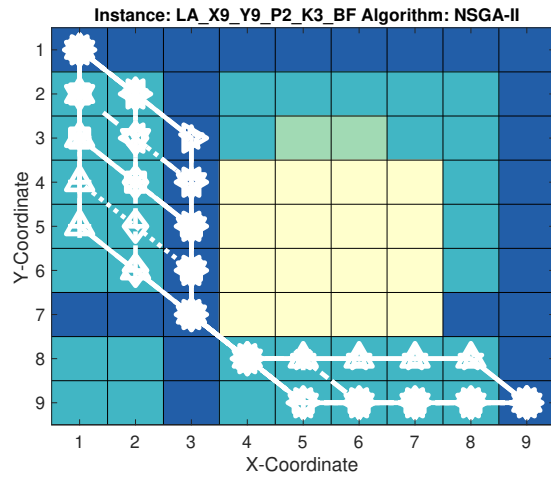 Instance: LA_X9_Y9_P2_K3_BF Algorithm: NSGA-II
Y-Coordinate
1
2
3
4
5
6
7
8
9
1 2 3 4 5 6 7 8 9
X-Coordinate